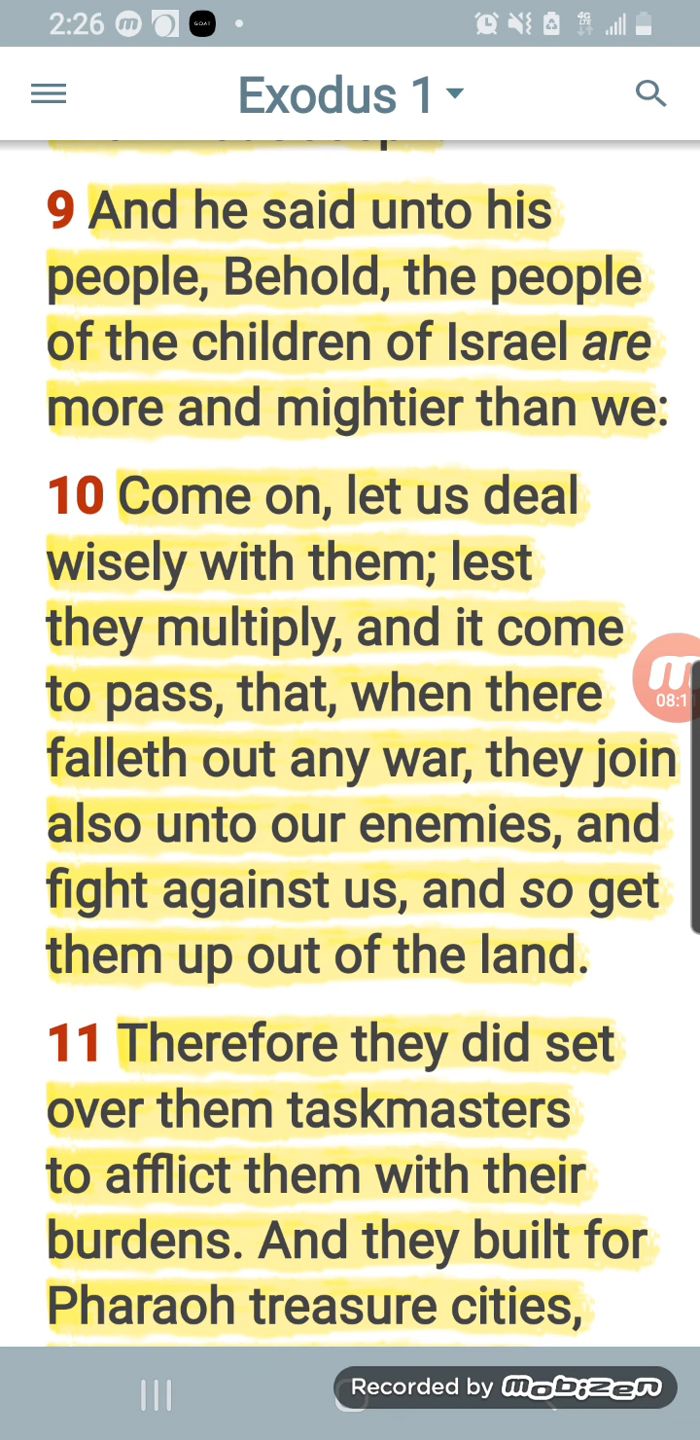 2:26
GOAT
4G
Exodus 1
9 And he said unto his
people, Behold, the people
of the children of Israel are
more and mightier than we:
10 Come on, let us deal
wisely with them; lest
they multiply, and it come
to pass, that, when there
falleth out any war, they join
also unto our enemies, and
fight against us, and so get
them up out of the land.
08:1
11 Therefore they did set
over them taskmasters
to afflict them with their
burdens. And they built for
Pharaoh treasure cities,
Recorded by mobizen